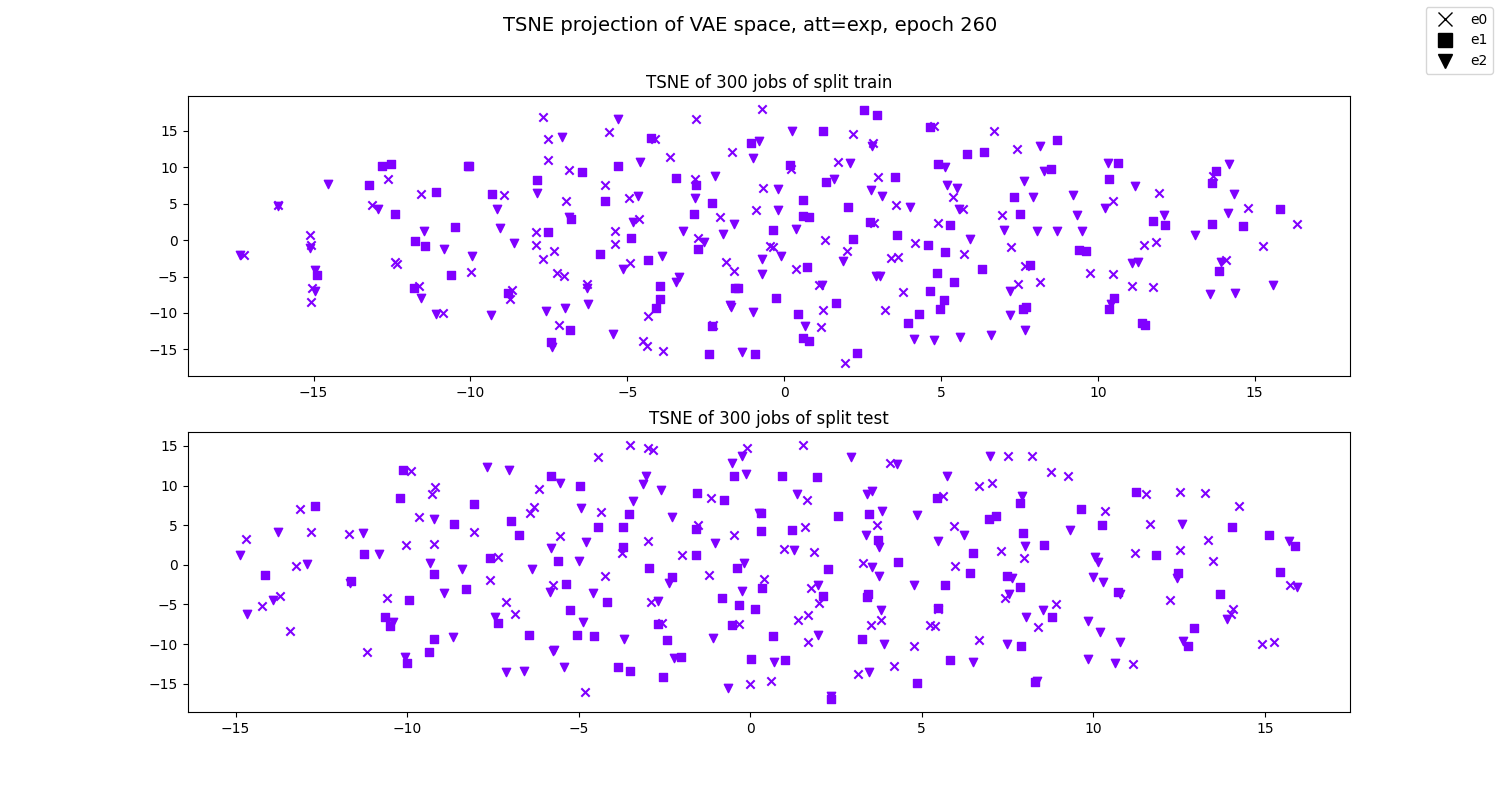 TSNE projection of VAE space, att=exp, epoch 260
e0
e1
e2
TSNE of 300 jobs of split train
15
10
5
0
−5
−10
−15
−15 −10 −5 0 5 10 15
TSNE of 300 jobs of split test
15
10
5
0
−5
−10
−15
−15 −10 −5 0 5 10 15